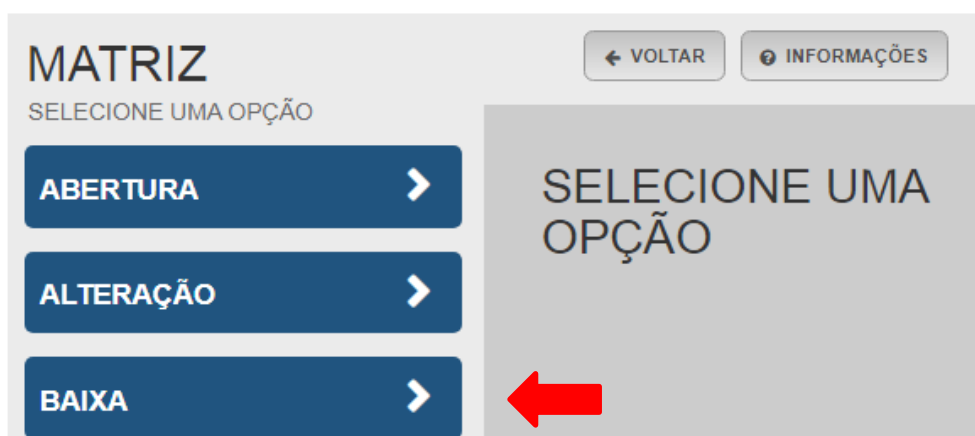 MATRIZ
SELECIONE UMA OPÇÃO
ABERTURA
ALTERAÇÃO
BAIXA
VOLTAR
INFORMAÇÕES
SELECIONE UMA
OPÇÃO